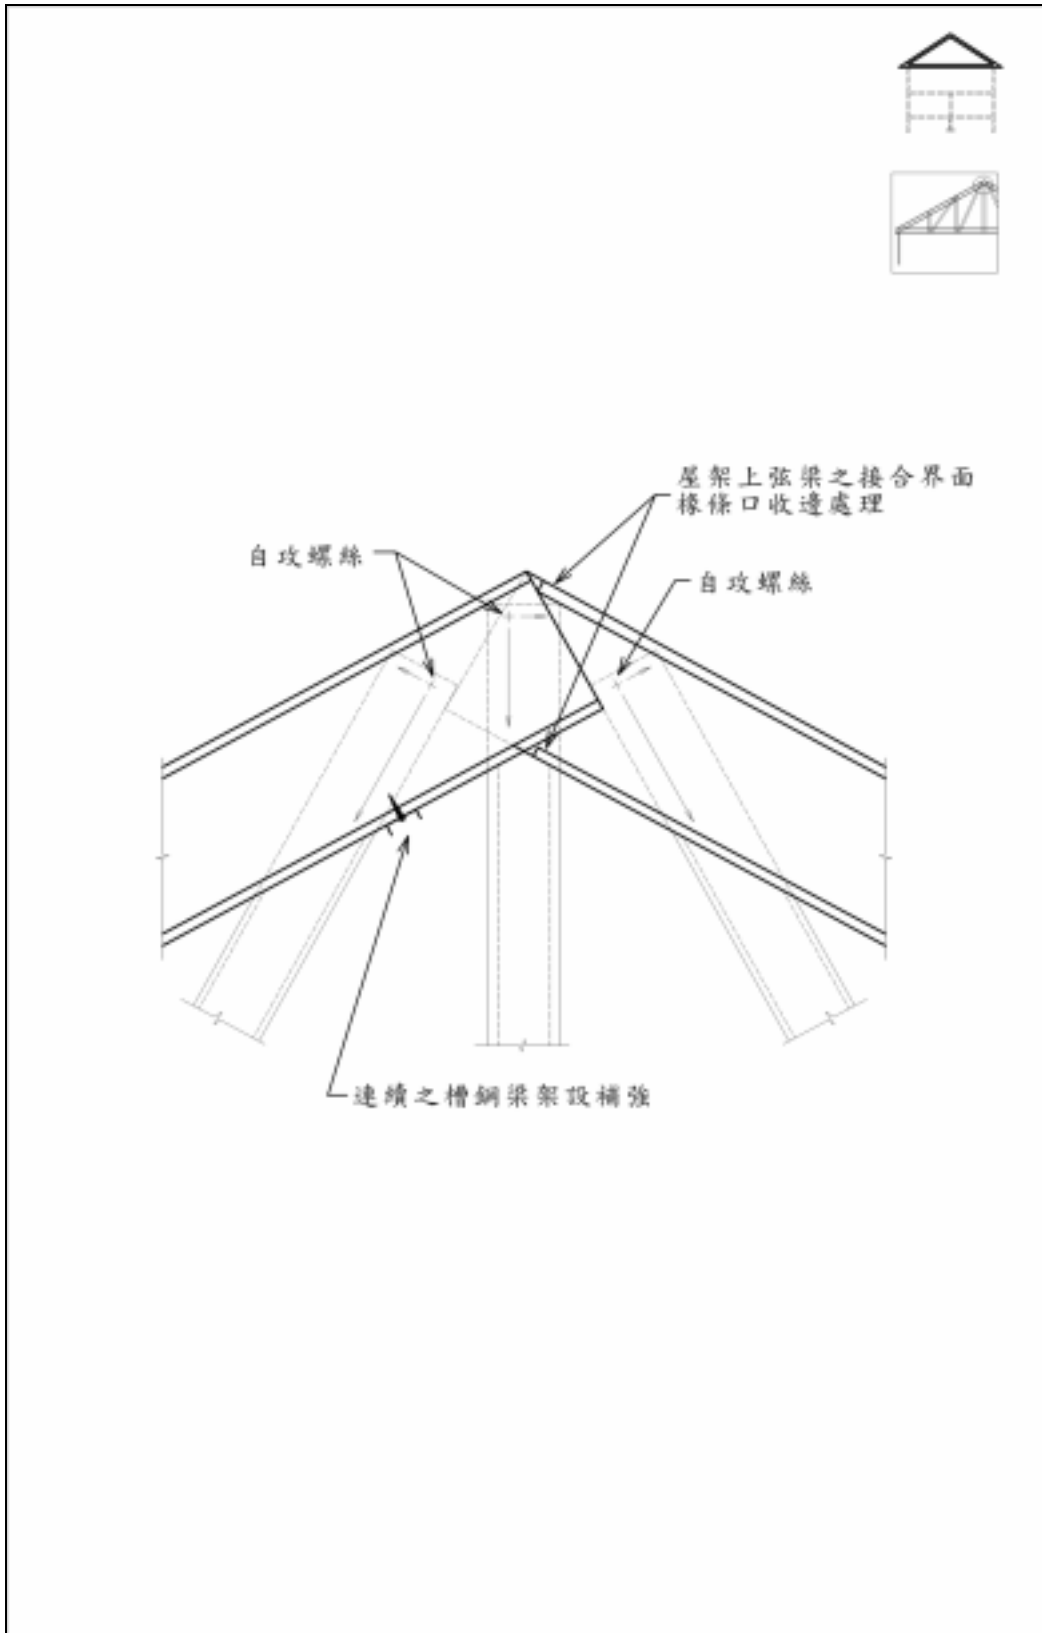 屋架上弦梁之接合界面
椽條口收邊處理
自攻螺絲
自攻螺絲
連續之槽鋼梁架設補強